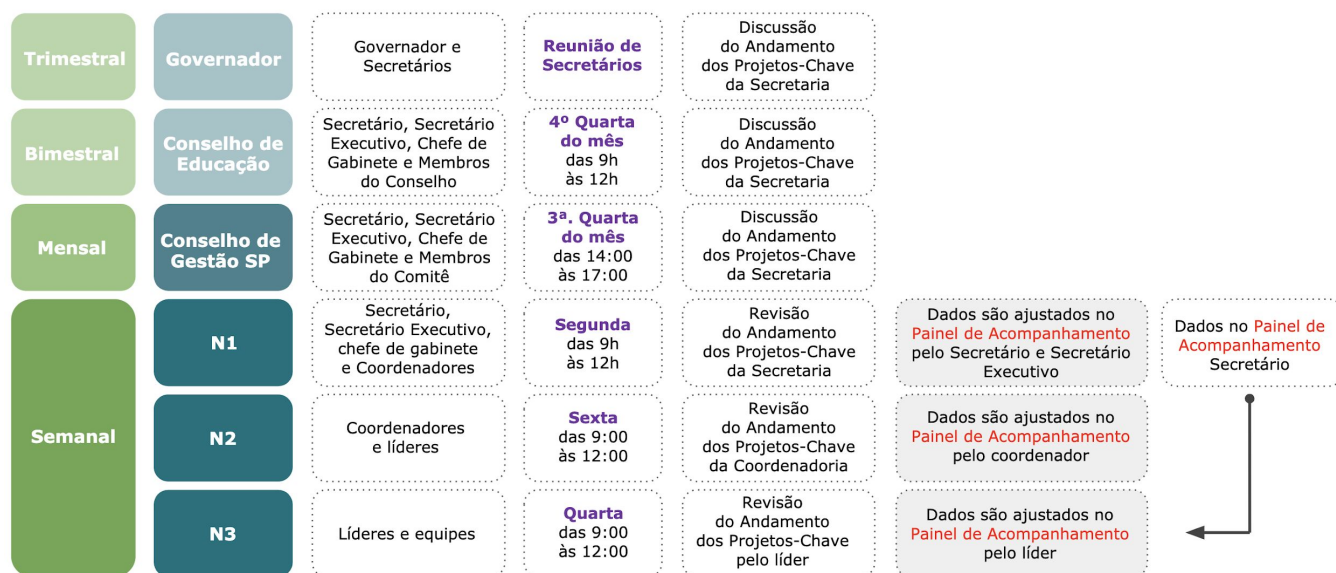 Trimestral
Governador
Governador e
Secretários
Reunião de
Secretários
Discussão
do Andamento
dos Projetos-Chave
da Secretaria
Bimestral
Conselho de
Educação
Secretário, Secretário
Executivo, Chefe de
Gabinete e Membros
do Conselho
4º Quarta
do mês
das 9h
às 12h
Discussão
do Andamento
dos Projetos-Chave
da Secretaria
Mensal
Conselho de
Gestão SP
Secretário, Secretário
Executivo, Chefe de
Gabinete e Membros
do Comitê
3ª. Quarta
do mês
das 14:00
às 17:00
Discussão
do Andamento
dos Projetos-Chave
da Secretaria
Semanal
N1
Secretário,
Secretário Executivo,
chefe de gabinete
e Coordenadores
Segunda
das 9h
às 12h
Revisão
do Andamento
dos Projetos-Chave
da Secretaria
Dados são ajustados no
Painel de Acompanhamento
pelo Secretário e Secretário
Executivo
Dados no Painel de
Acompanhamento
Secretário
N2
Coordenadores
e líderes
Sexta
das 9:00
às 12:00
Revisão
do Andamento
dos Projetos-Chave
da Coordenadoria
Dados são ajustados no
Painel de Acompanhamento
pelo coordenador
N3
Líderes e equipes
Quarta
das 9:00
às 12:00
Revisão
do Andamento
dos Projetos-Chave
pelo líder
Dados são ajustados no
Painel de Acompanhamento
pelo líder